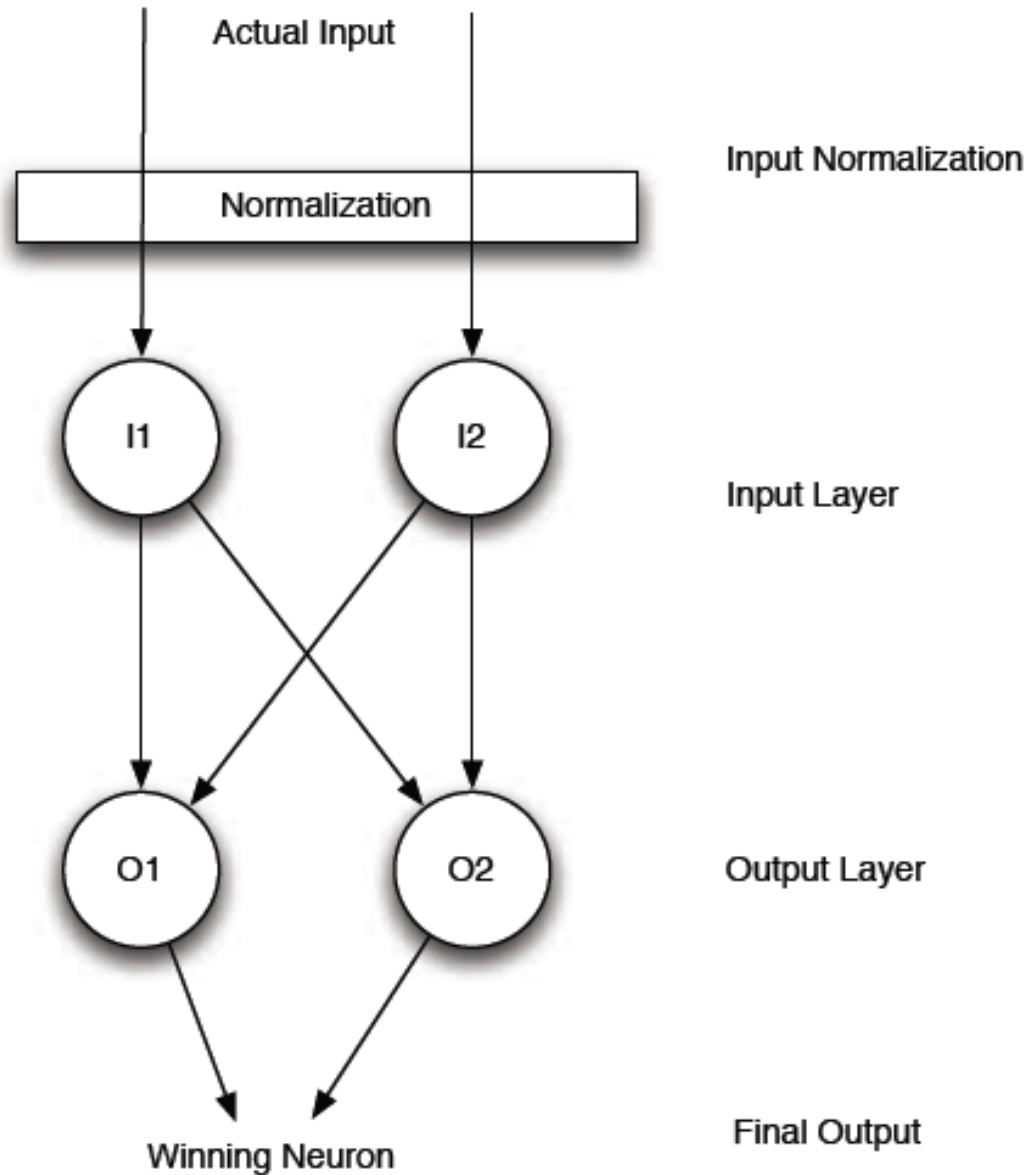 Actual Input
Input Normalization
Normalization
I1
I2
Input Layer
O1
O2
Output Layer
Final Output
Winning Neuron